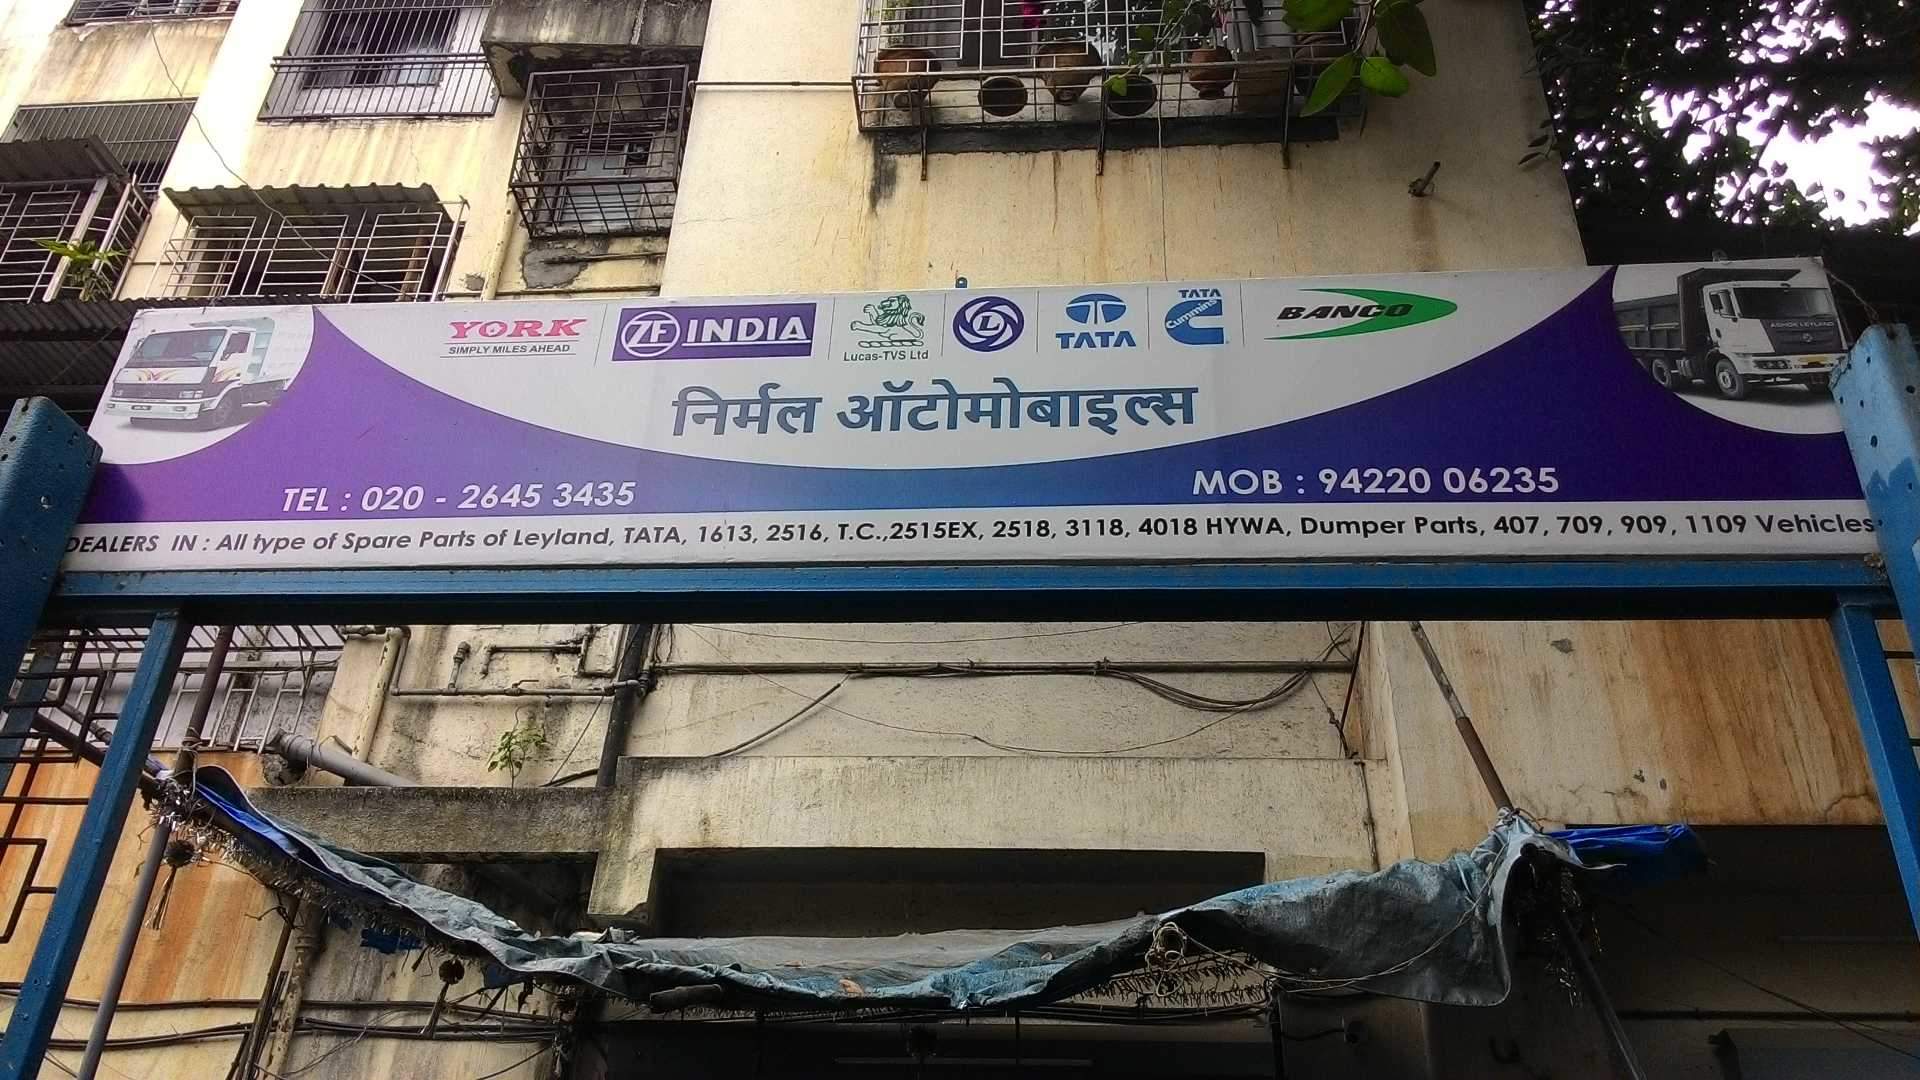 YORK
SIMPLY MILES AHEAD
ZF INDIA
Lucas-TVS Ltd
L
TATA
TATA
Cummins
BANCO
ASHOK LEYLAND
निर्मल ऑटोमोबाइल्स
TEL : 020 - 2645 3435
MOB : 94220 06235
DEALERS IN : All type of Spare Parts of Leyland, TATA, 1613, 2516, T.C.,2515EX, 2518, 3118, 4018 HYWA, Dumper Parts, 407, 709, 909, 1109 Vehicles